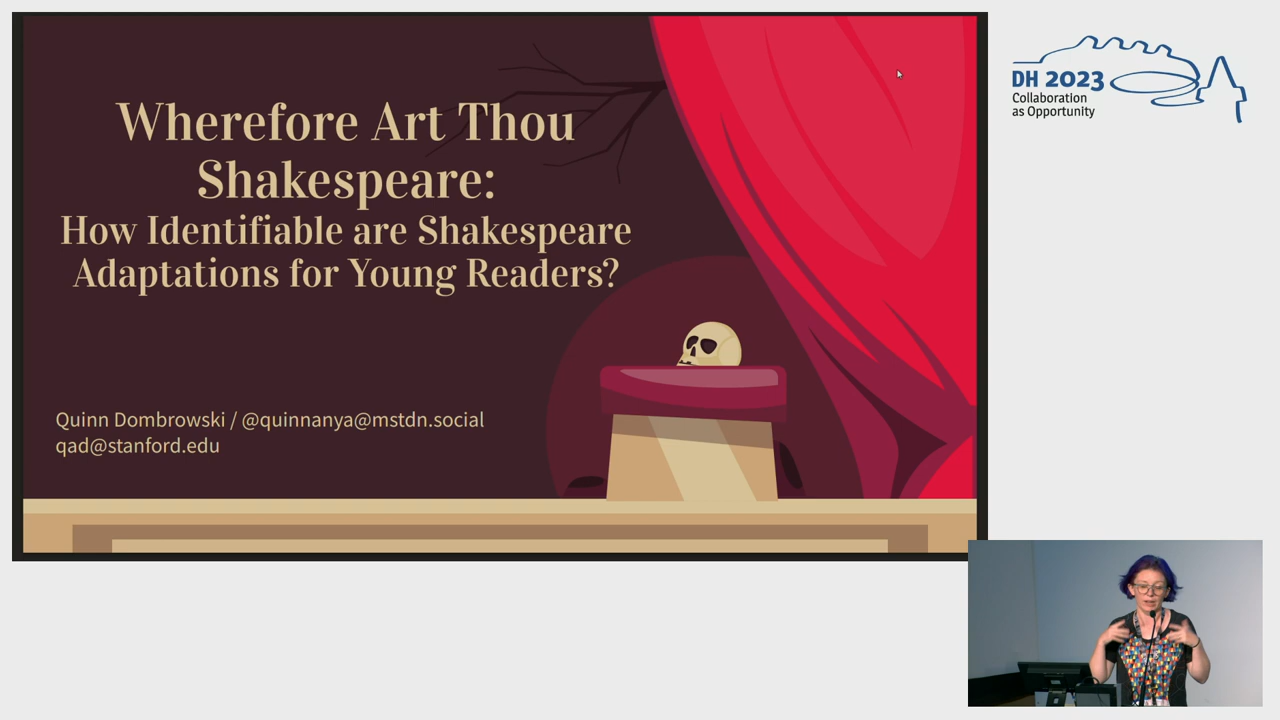 Wherefore Art Thou
Shakespeare:
How Identifiable are Shakespeare
Adaptations for Young Readers?
Quinn Dombrowski / @quinnanya@mstdn.social
qad@stanford.edu
DH 2023
Collaboration
as Opportunity